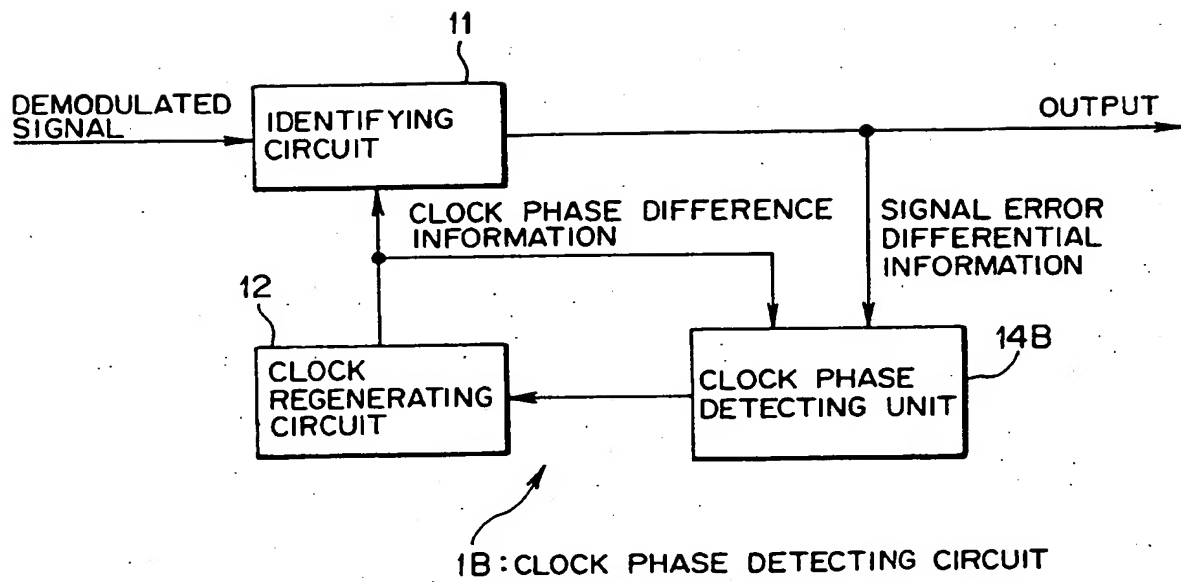 11
DEMODULATED
SIGNAL
IDENTIFYING
CIRCUIT
OUTPUT
CLOCK PHASE DIFFERENCE
INFORMATION
SIGNAL ERROR
DIFFERENTIAL
INFORMATION
12
CLOCK
REGENERATING
CIRCUIT
14B
CLOCK PHASE
DETECTING UNIT
1B: CLOCK PHASE DETECTING CIRCUIT